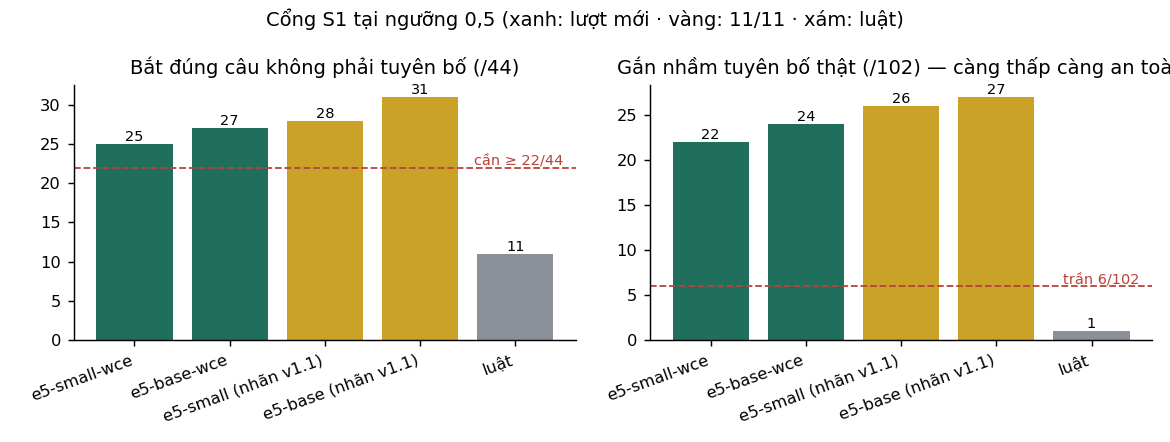 Cổng S1 tại ngưỡng 0,5 (xanh: lượt mới · vàng: 11/11 · xám: luật)
Bắt đúng câu không phải tuyên bố (/44)
30
25
20
15
10
5
0
25
27
28
31
11
cần ≥ 22/44
e5-small-wce
e5-base-wce
e5-small (nhãn v1.1)
e5-base (nhãn v1.1)
luật
Gắn nhầm tuyên bố thật (/102) — càng thấp càng an toà
25
20
15
10
5
0
22
24
26
27
1
trần 6/102
e5-small-wce
e5-base-wce
e5-small (nhãn v1.1)
e5-base (nhãn v1.1)
luật